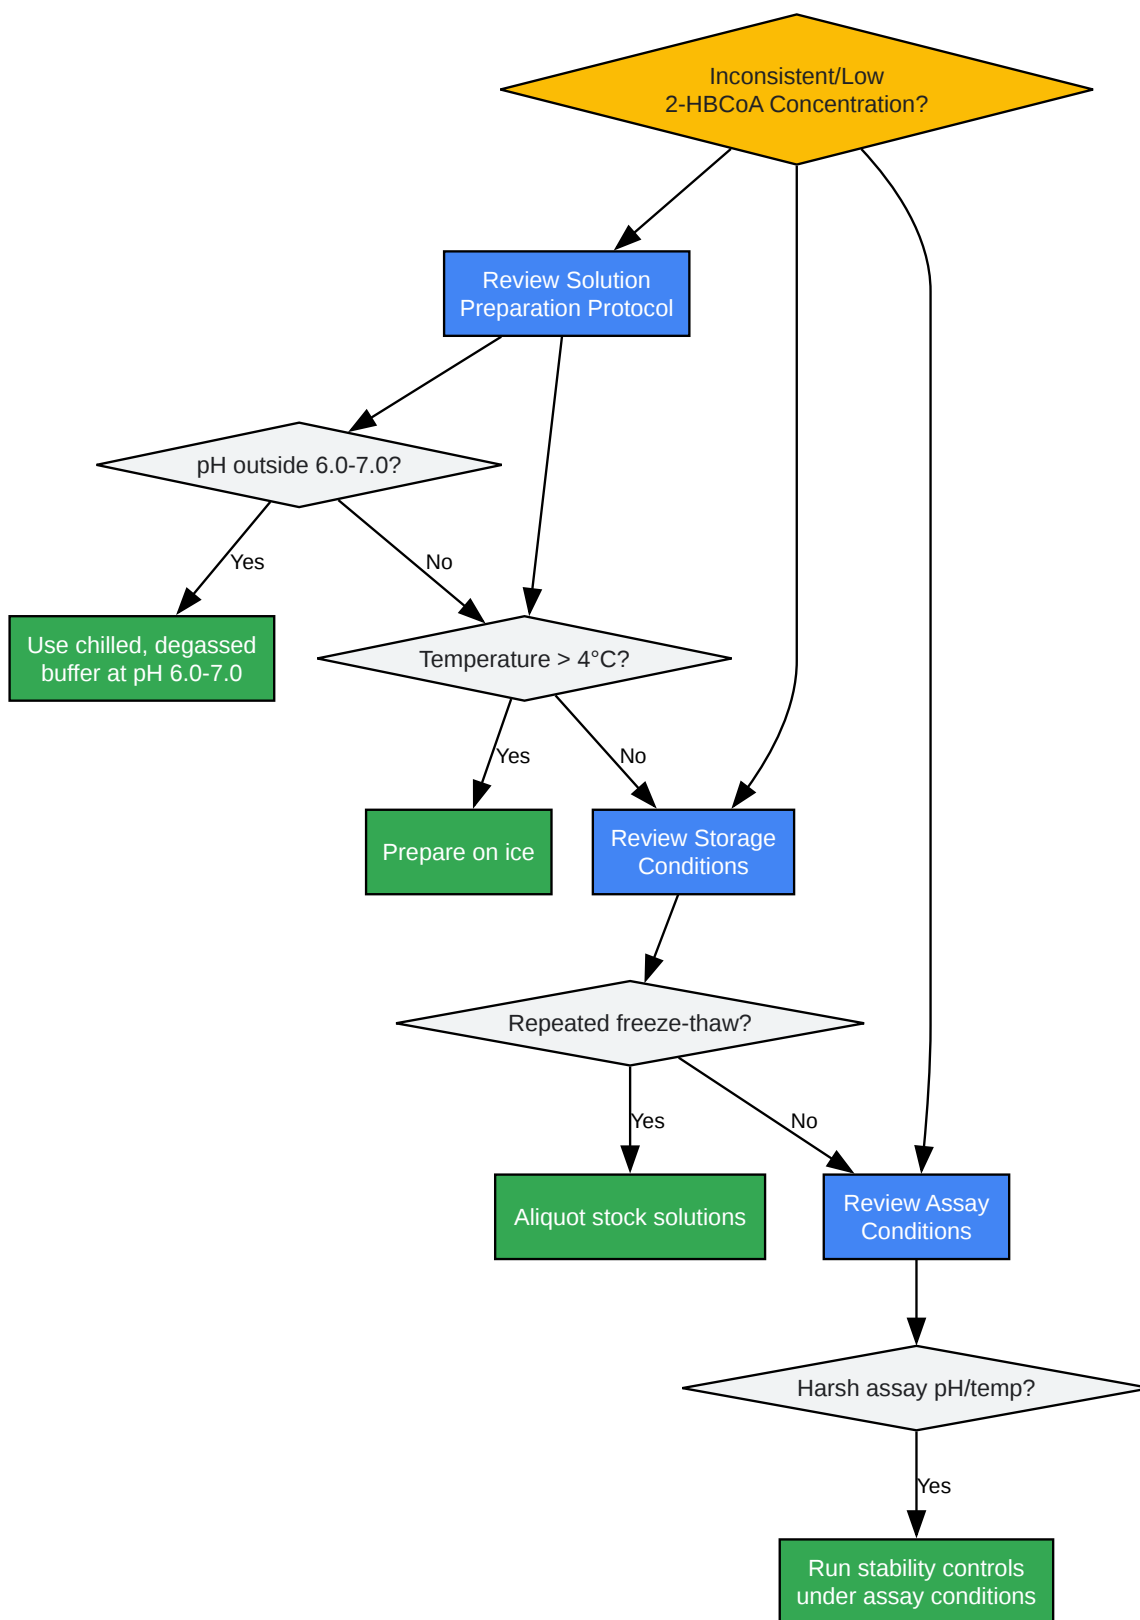 Inconsistent/Low
2-HBCoA Concentration?
Review Solution
Preparation Protocol
pH outside 6.0-7.0?
Yes
No
Use chilled, degassed
buffer at pH 6.0-7.0
Temperature > 4°C?
Yes
No
Prepare on ice
Review Storage
Conditions
Repeated freeze-thaw?
Yes
No
Aliquot stock solutions
Review Assay
Conditions
Harsh assay pH/temp?
Yes
Run stability controls
under assay conditions